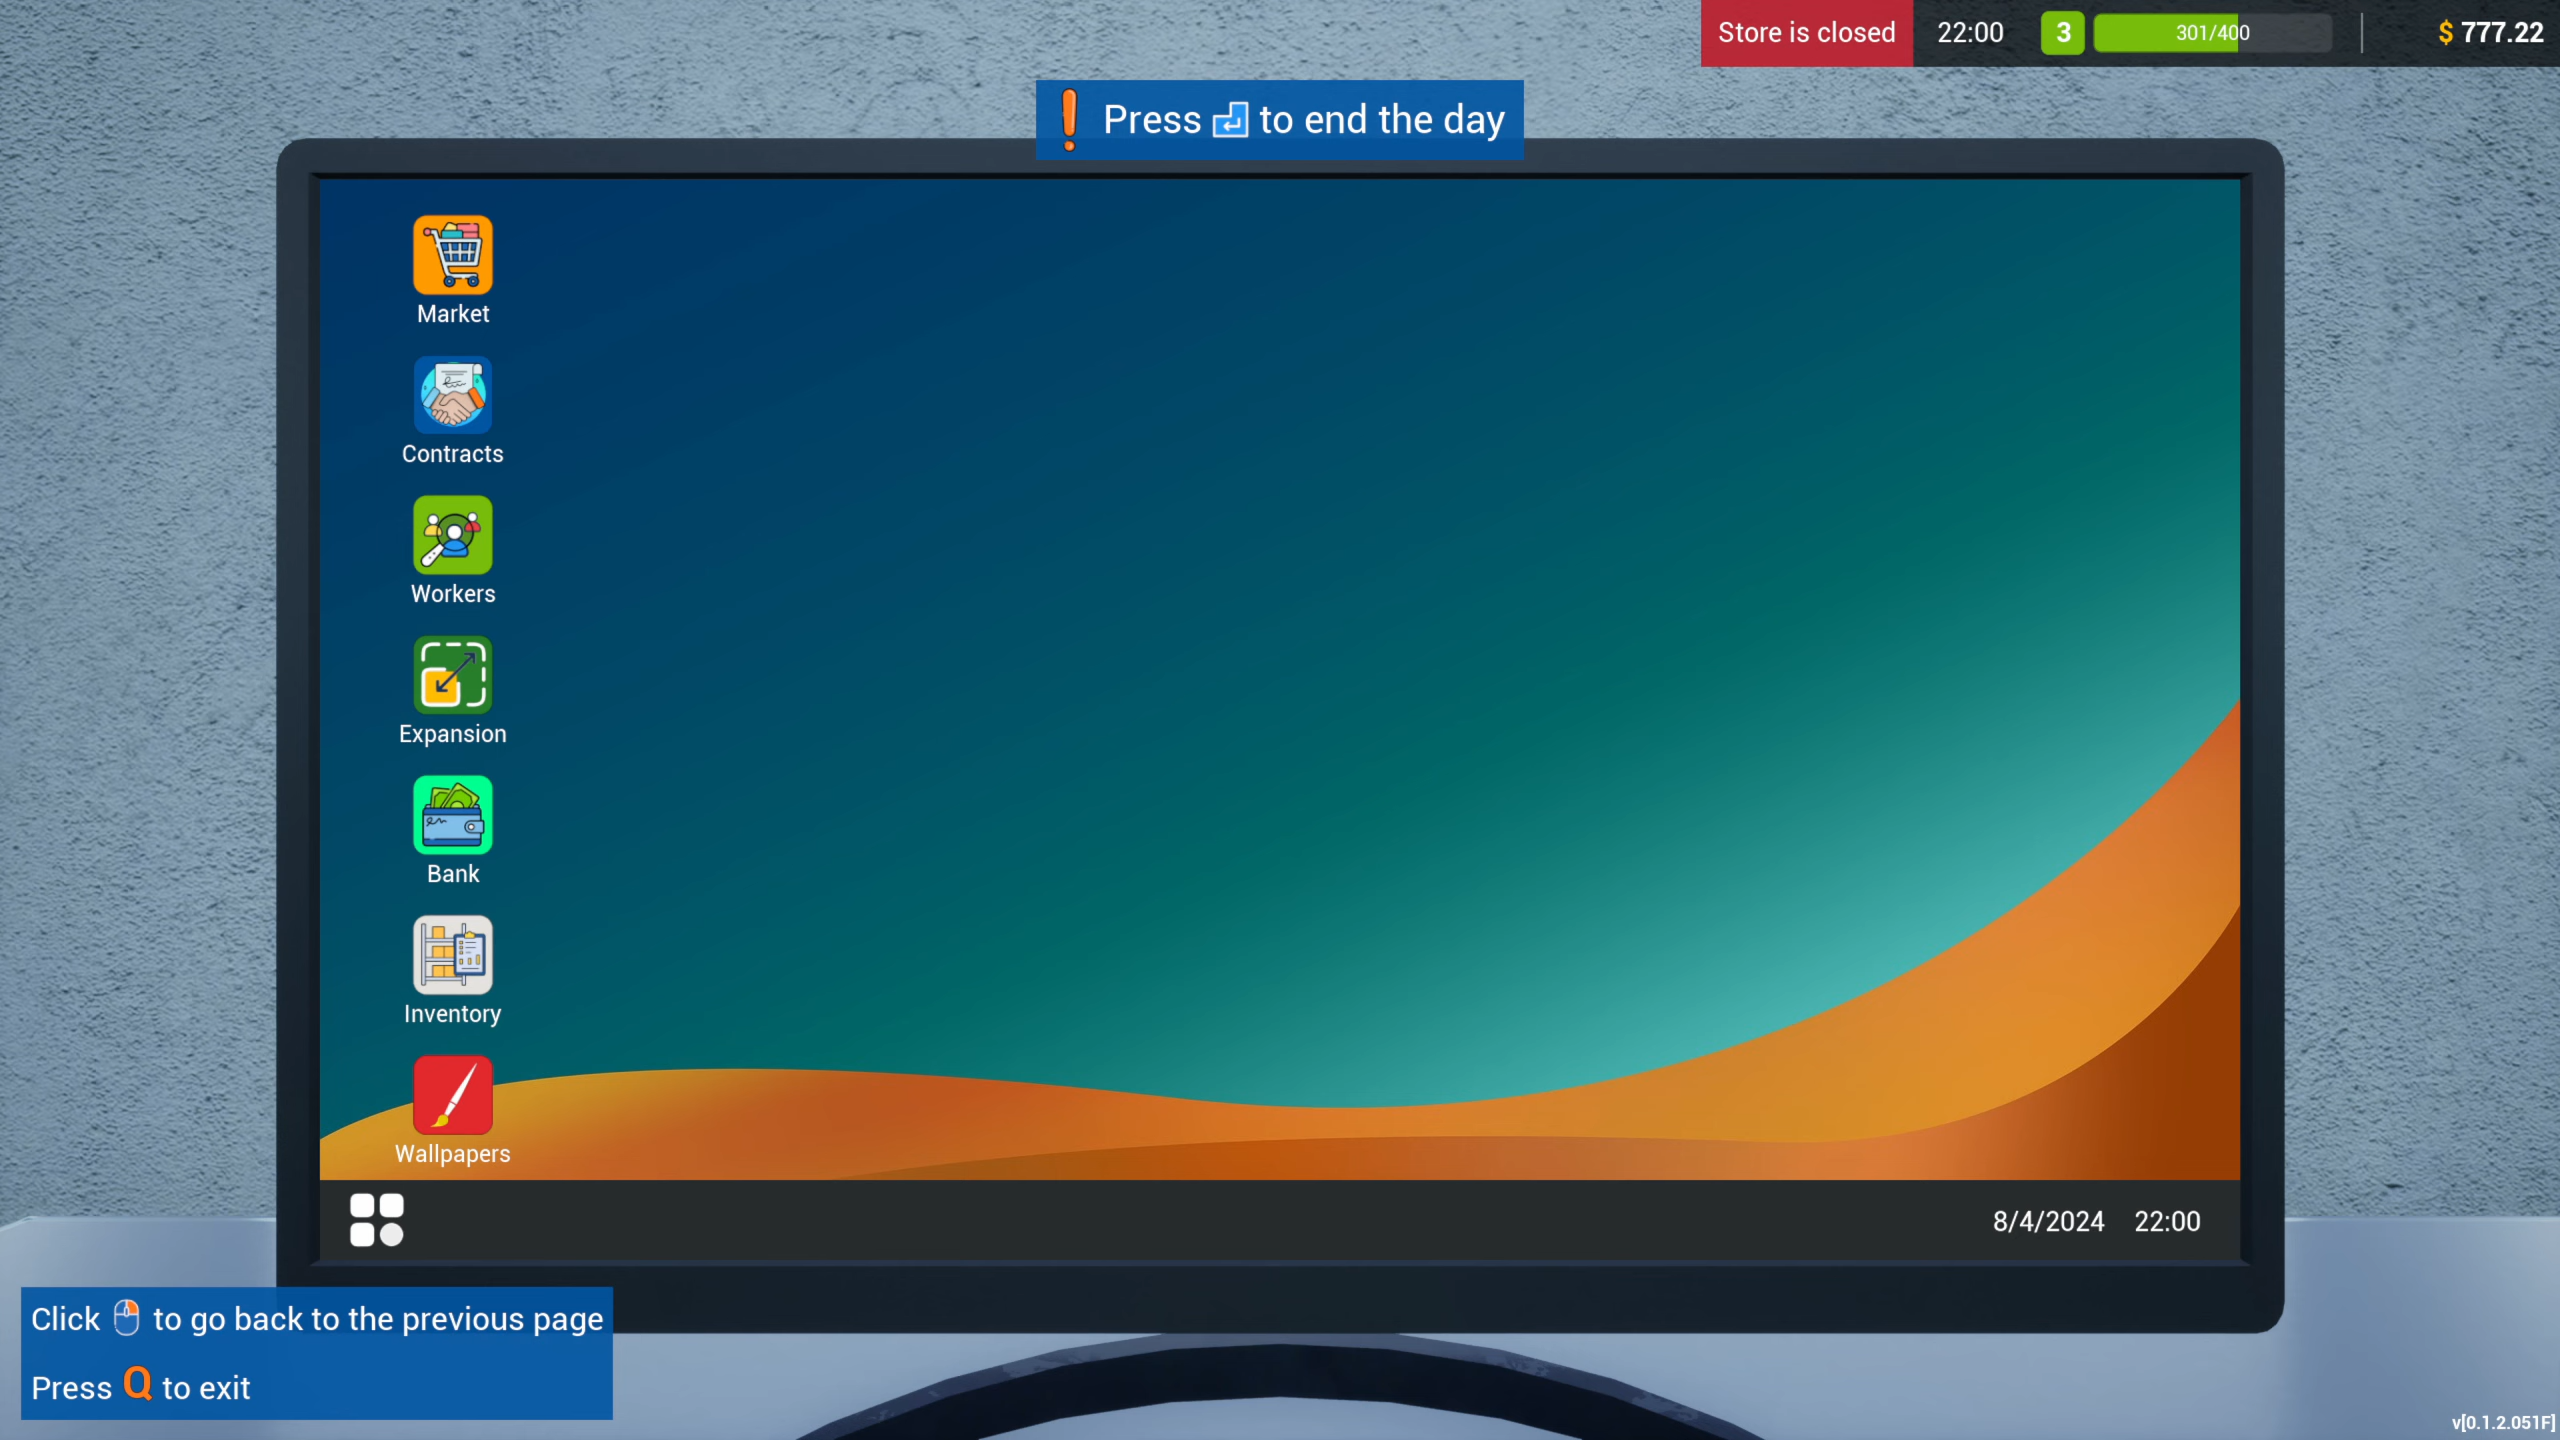 Store is closed 22:00 3 301/400 $ 777.22
! Press to end the day
Market
Contracts
Workers
Expansion
Bank
Inventory
Wallpapers
8/4/2024 22:00
Click to go back to the previous page
Press Q to exit
v[0.1.2.051F]